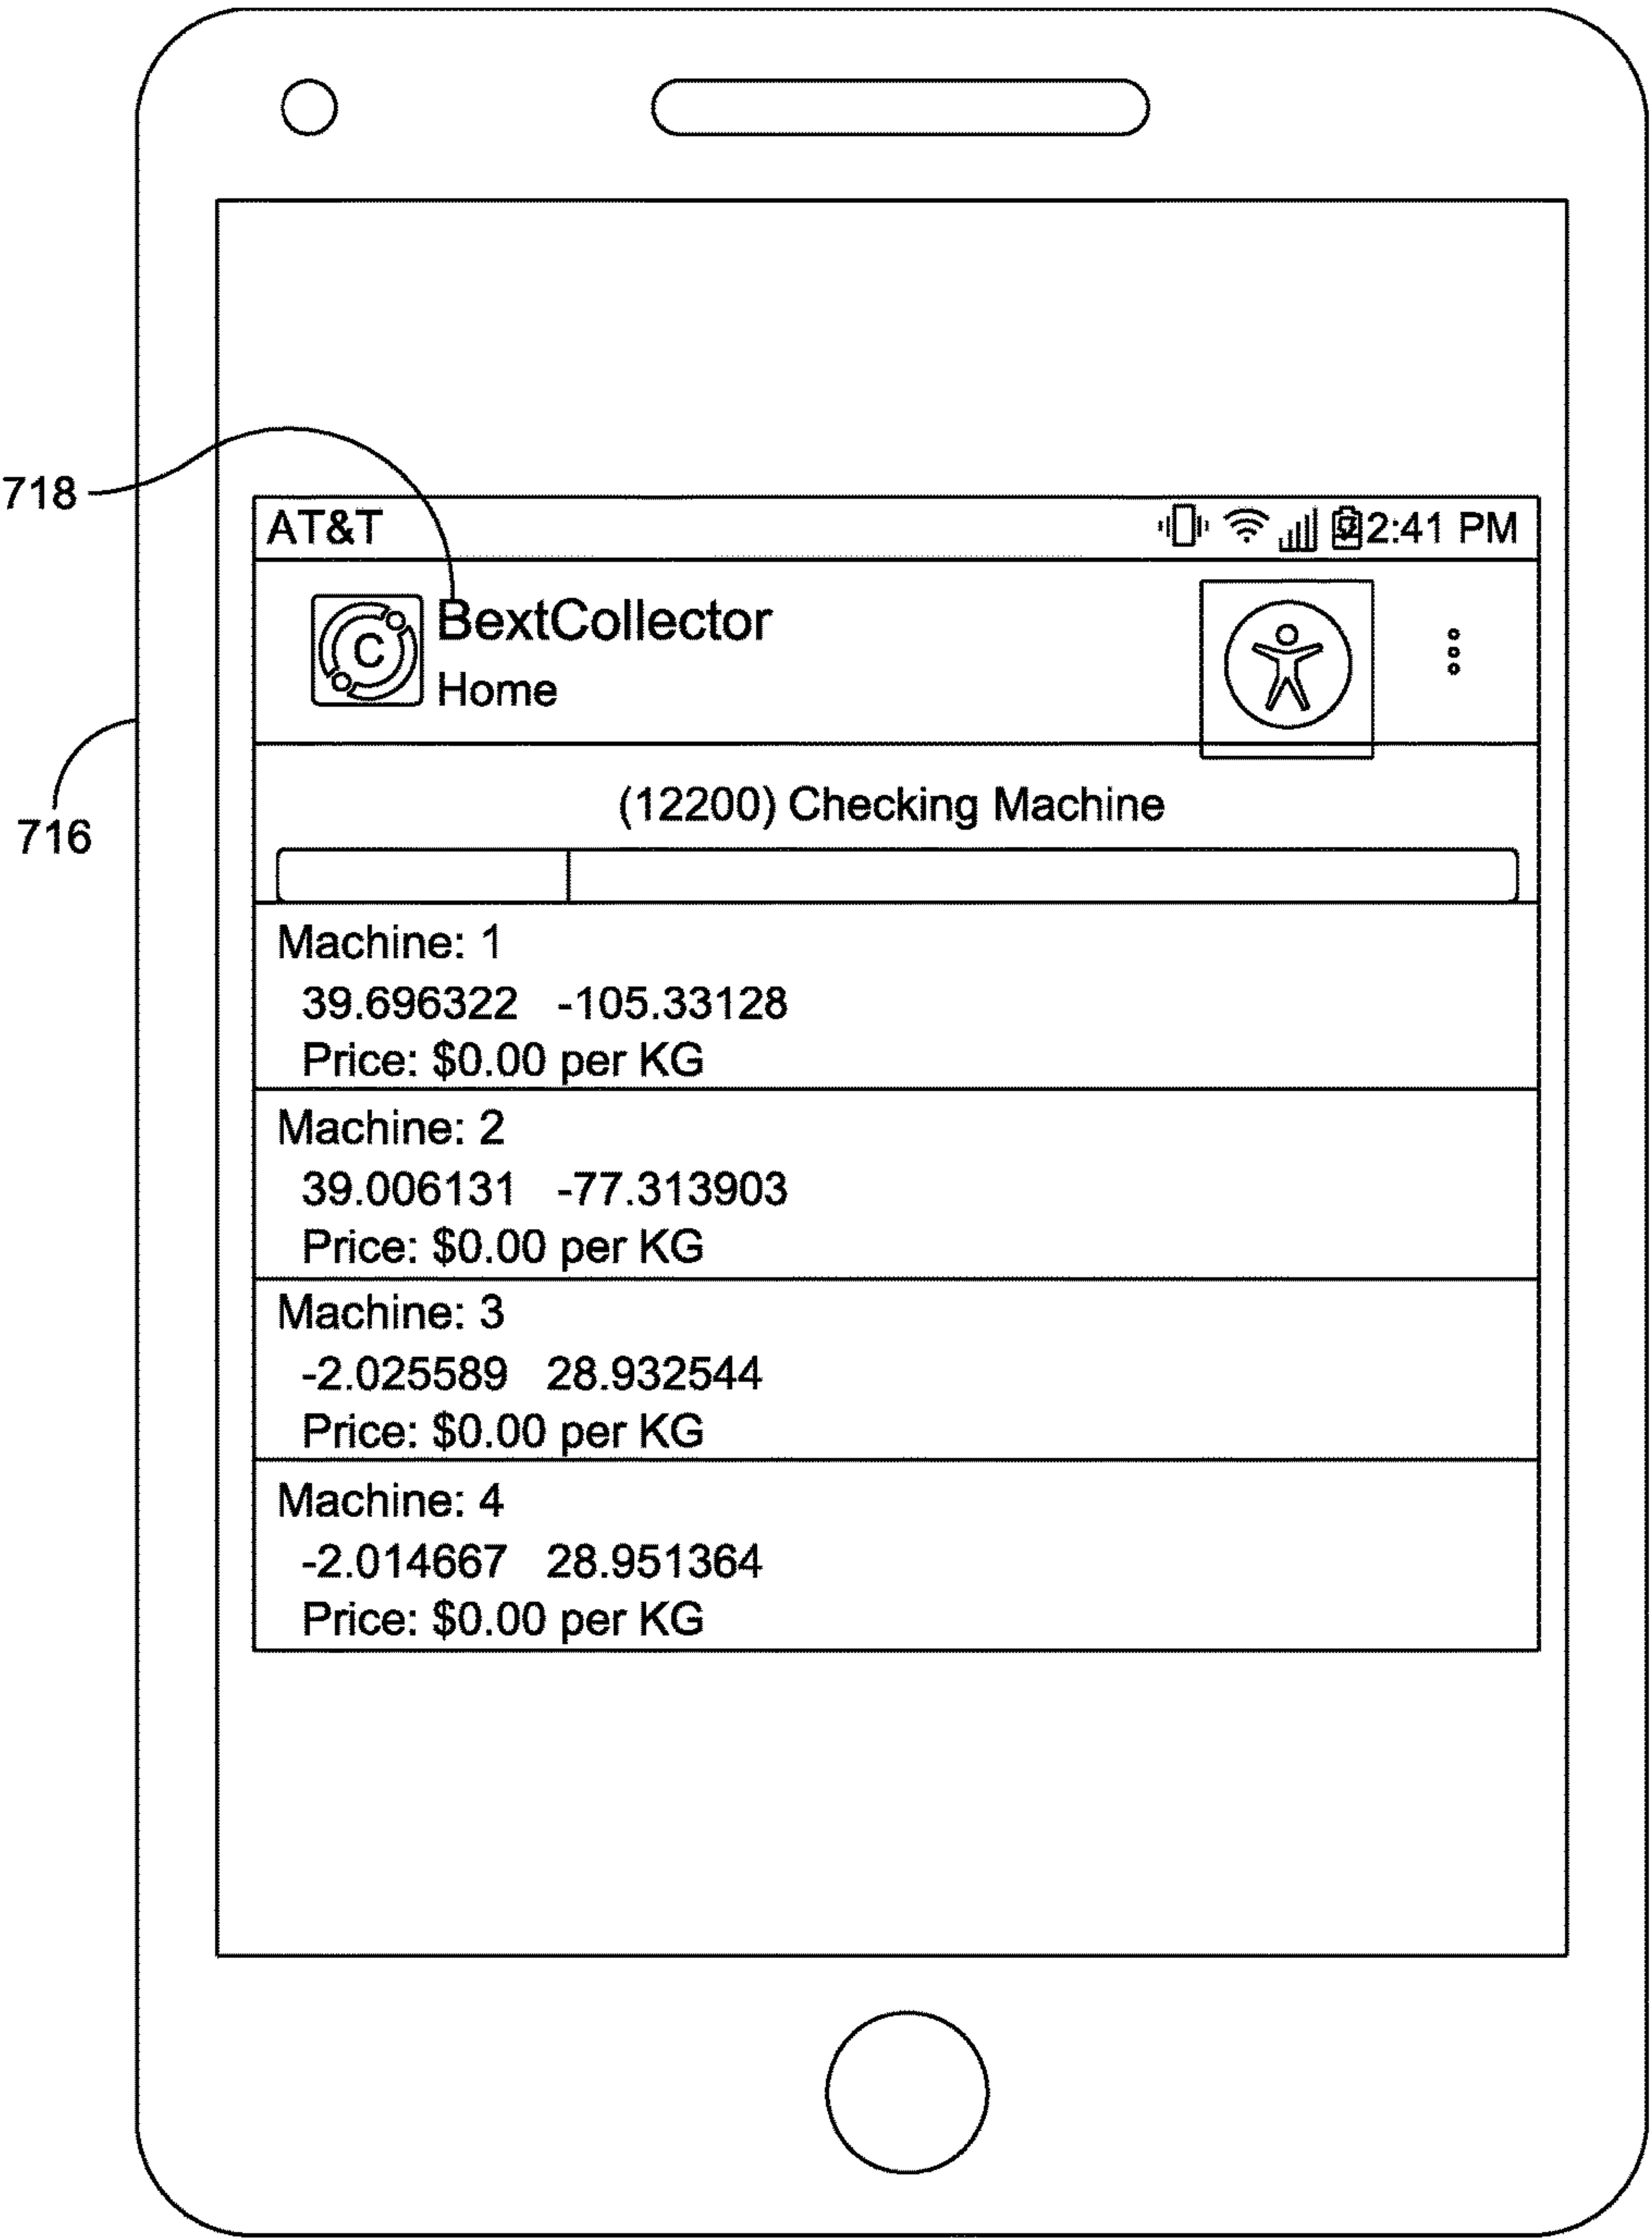 718
AT&T 2:41 PM
C
BextCollector
Home
716
(12200) Checking Machine
Machine: 1
39.696322 -105.33128
Price: $0.00 per KG
Machine: 2
39.006131 -77.313903
Price: $0.00 per KG
Machine: 3
-2.025589 28.932544
Price: $0.00 per KG
Machine: 4
-2.014667 28.951364
Price: $0.00 per KG